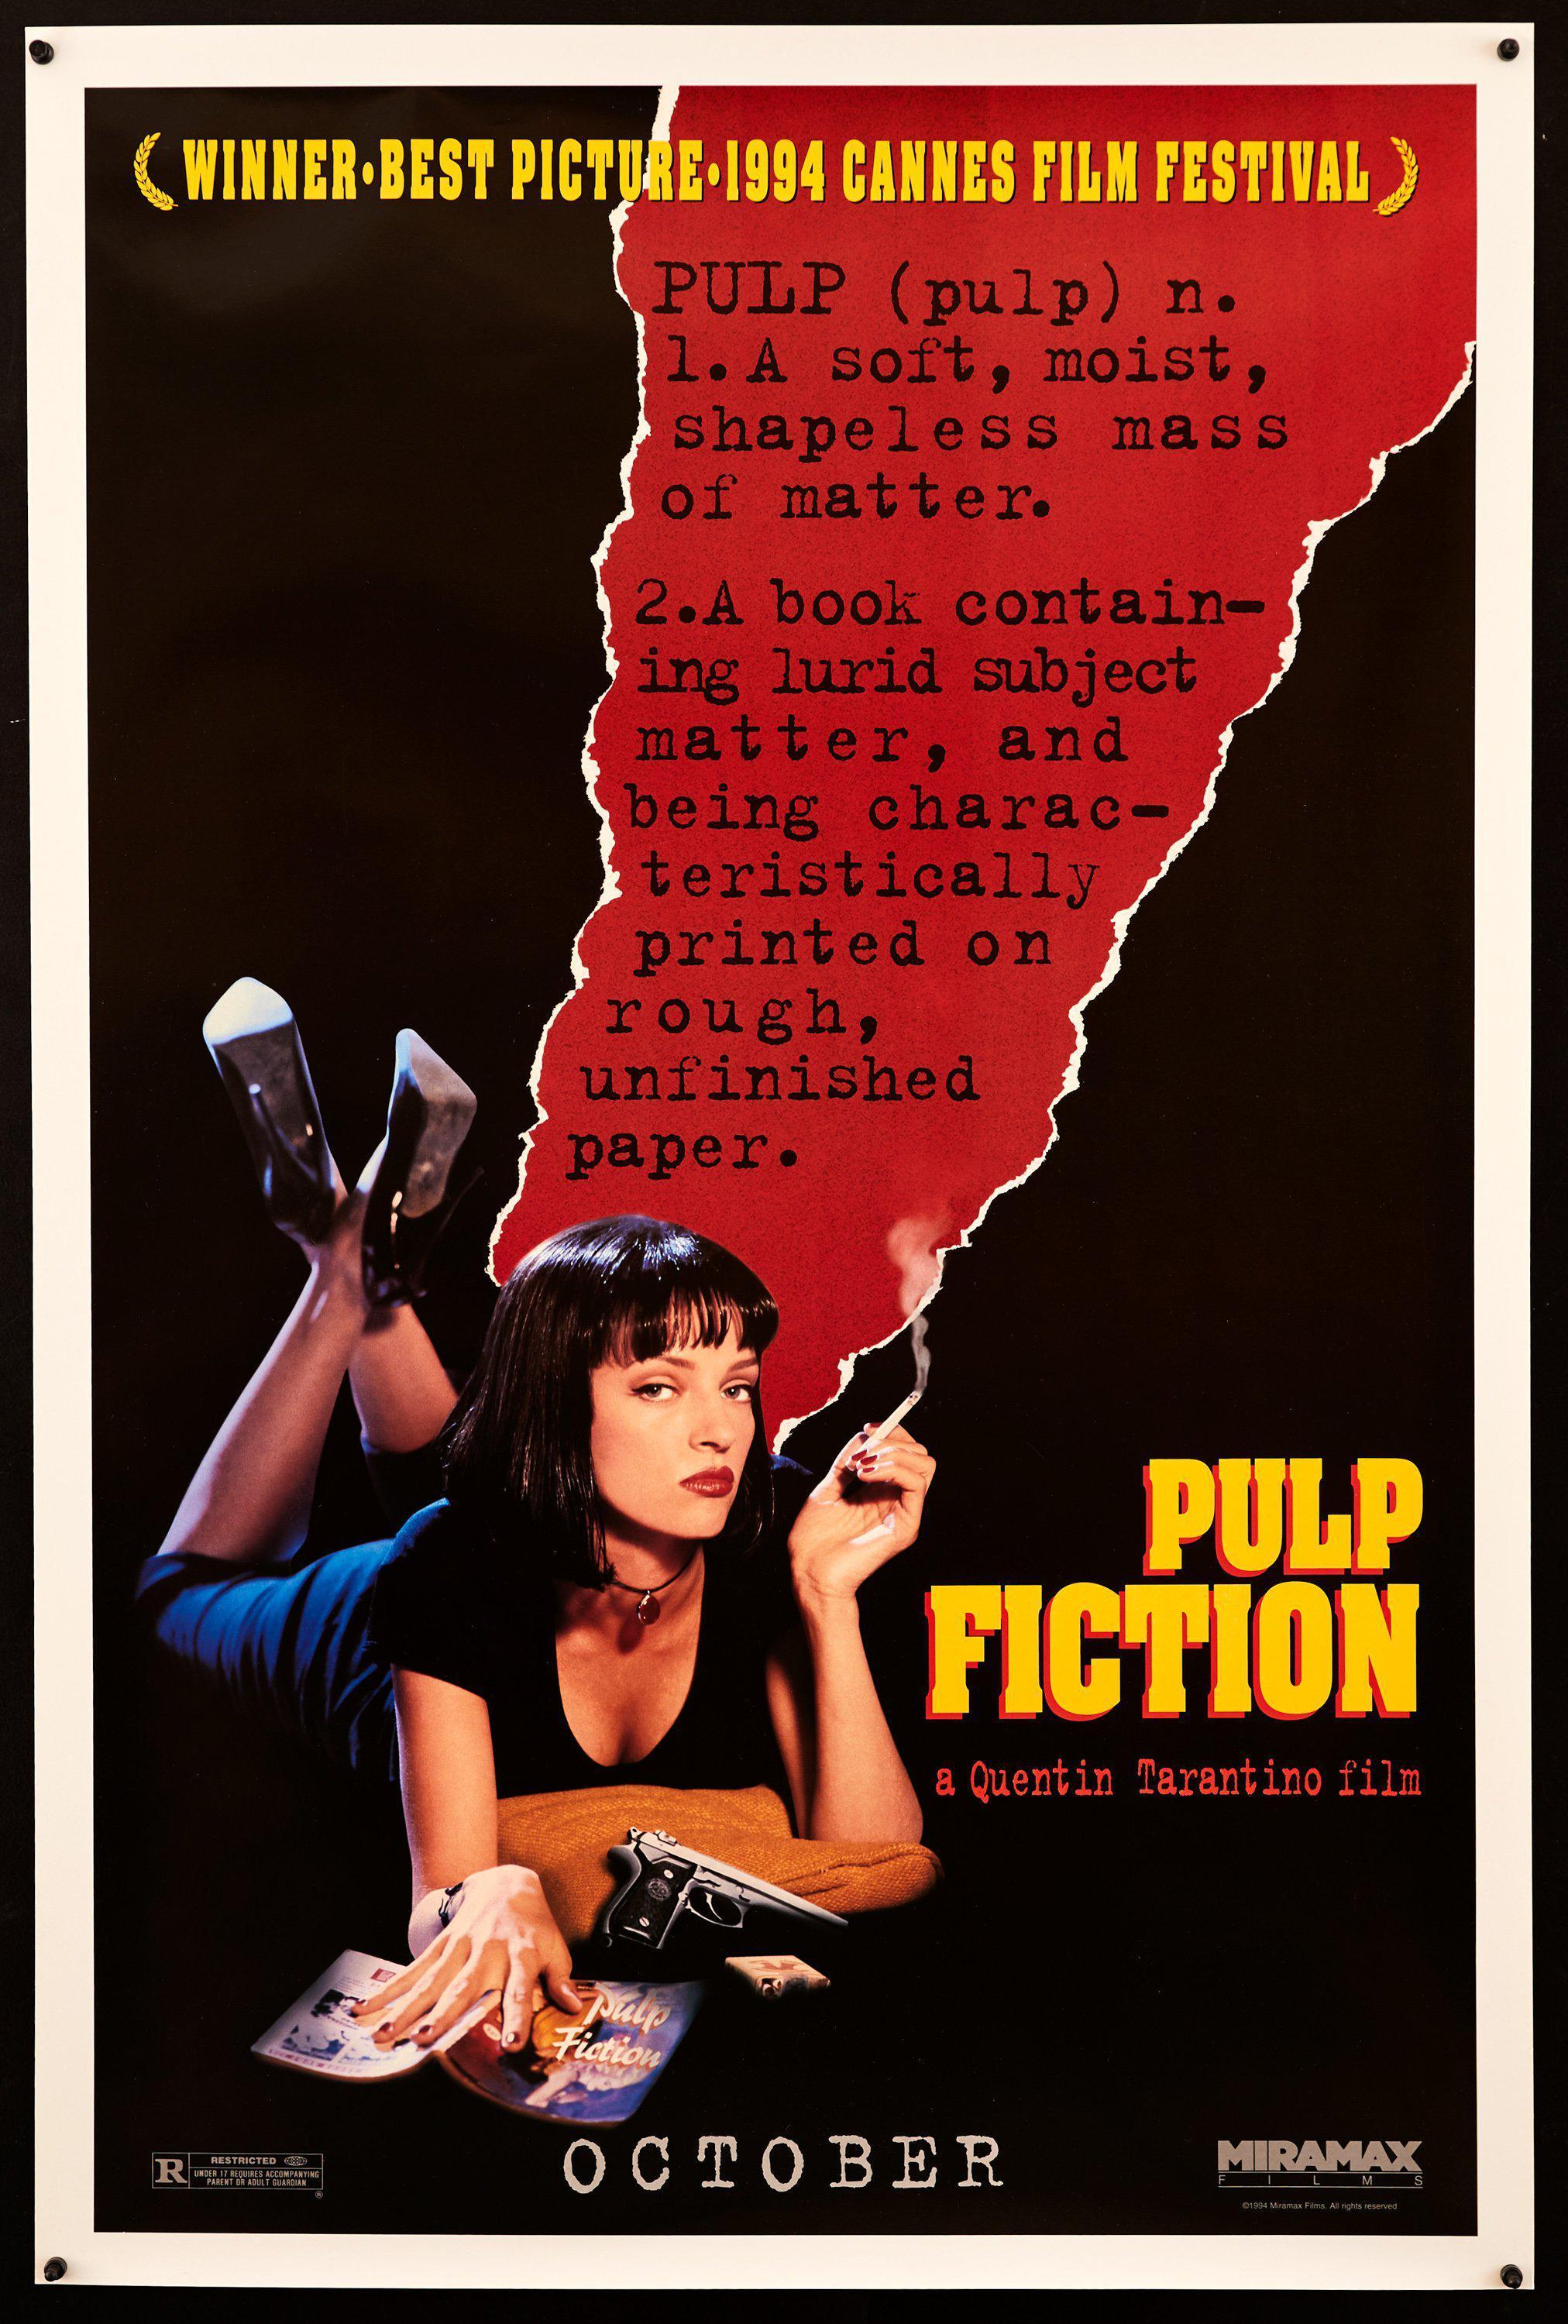 WINNER•BEST PICTURE•1994 CANNES FILM FESTIVAL
PULP (pulp) n.
1. A soft, moist,
shapeless mass
of matter.
2. A book contain-
ing lurid subject
matter, and
being charac-
teristically
printed on
rough,
unfinished
paper.
PULP
FICTION
a Quentin Tarantino film
Pulp
Fiction
OCTOBER
R
RESTRICTED
UNDER 17 REQUIRES ACCOMPANYING
PARENT OR ADULT GUARDIAN
®
MIRAMAX
FILMS
©1994 Miramax Films. All rights reserved